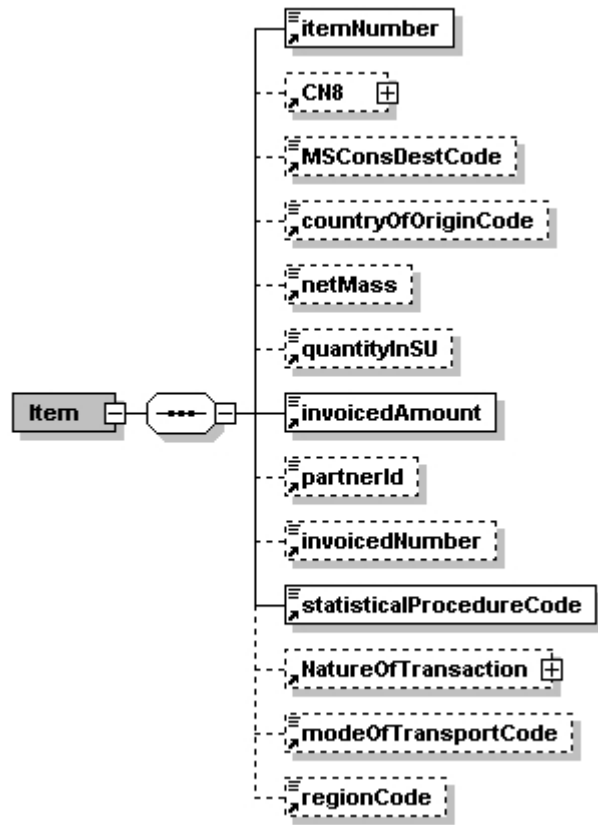 itemNumber
CN8
MSConsDestCode
countryOfOriginCode
netMass
quantityInSU
Item
invoicedAmount
partnerId
invoicedNumber
statisticalProcedureCode
NatureOfTransaction
modeOfTransportCode
regionCode